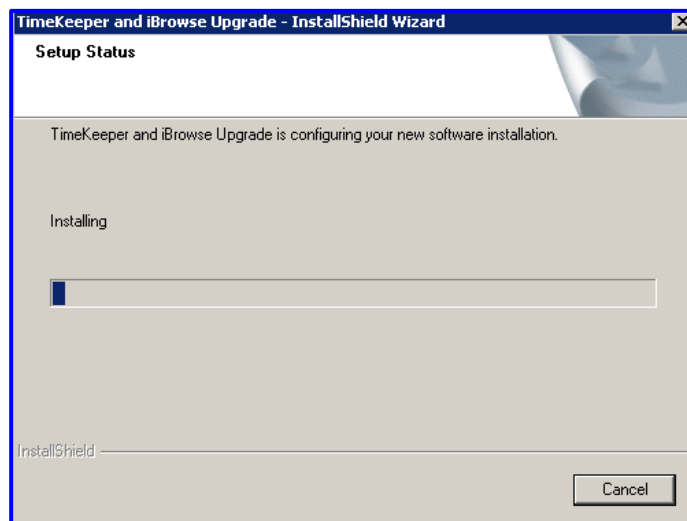 TimeKeeper and iBrowse Upgrade - InstallShield Wizard
Setup Status
TimeKeeper and iBrowse Upgrade is configuring your new software installation.
Installing
InstallShield
Cancel